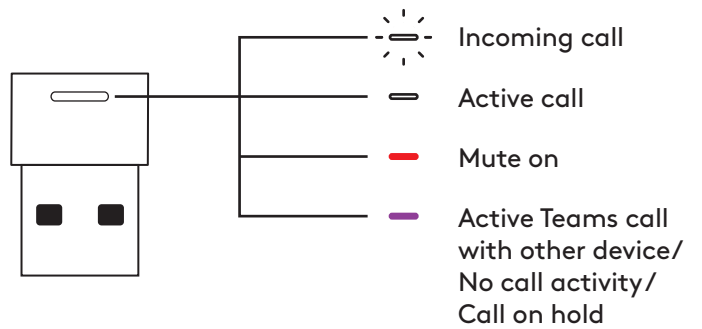 Incoming call
Active call
Mute on
Active Teams call
with other device/
No call activity/
Call on hold